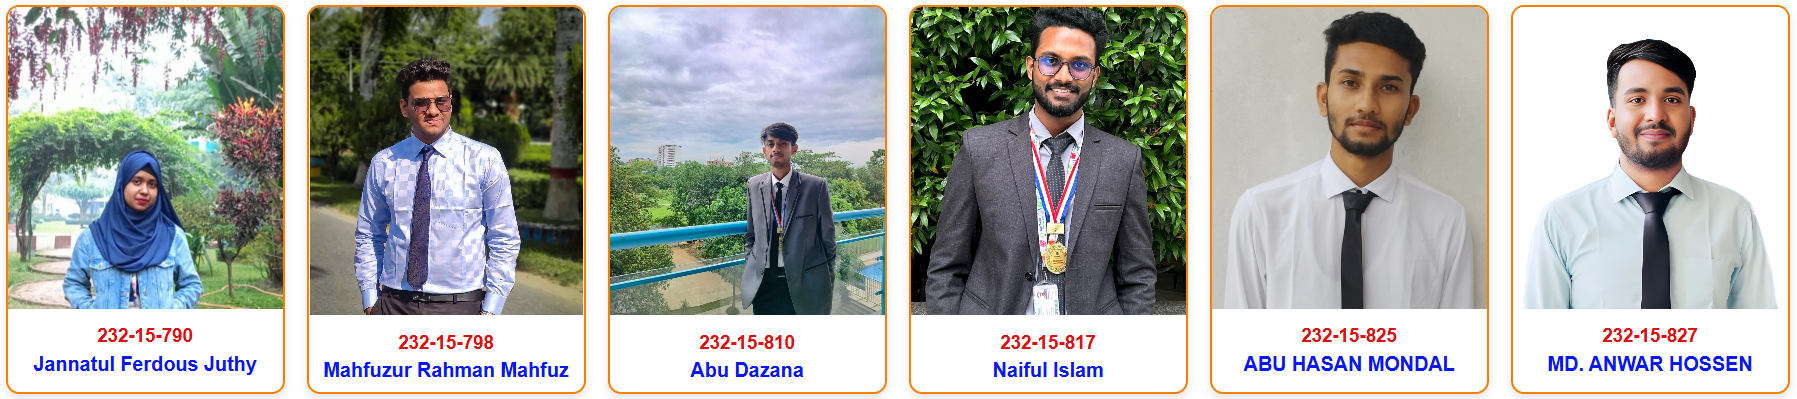 232-15-790
Jannatul Ferdous Juthy
232-15-798
Mahfuzur Rahman Mahfuz
232-15-810
Abu Dazana
232-15-817
Naiful Islam
232-15-825
ABU HASAN MONDAL
232-15-827
MD. ANWAR HOSSEN